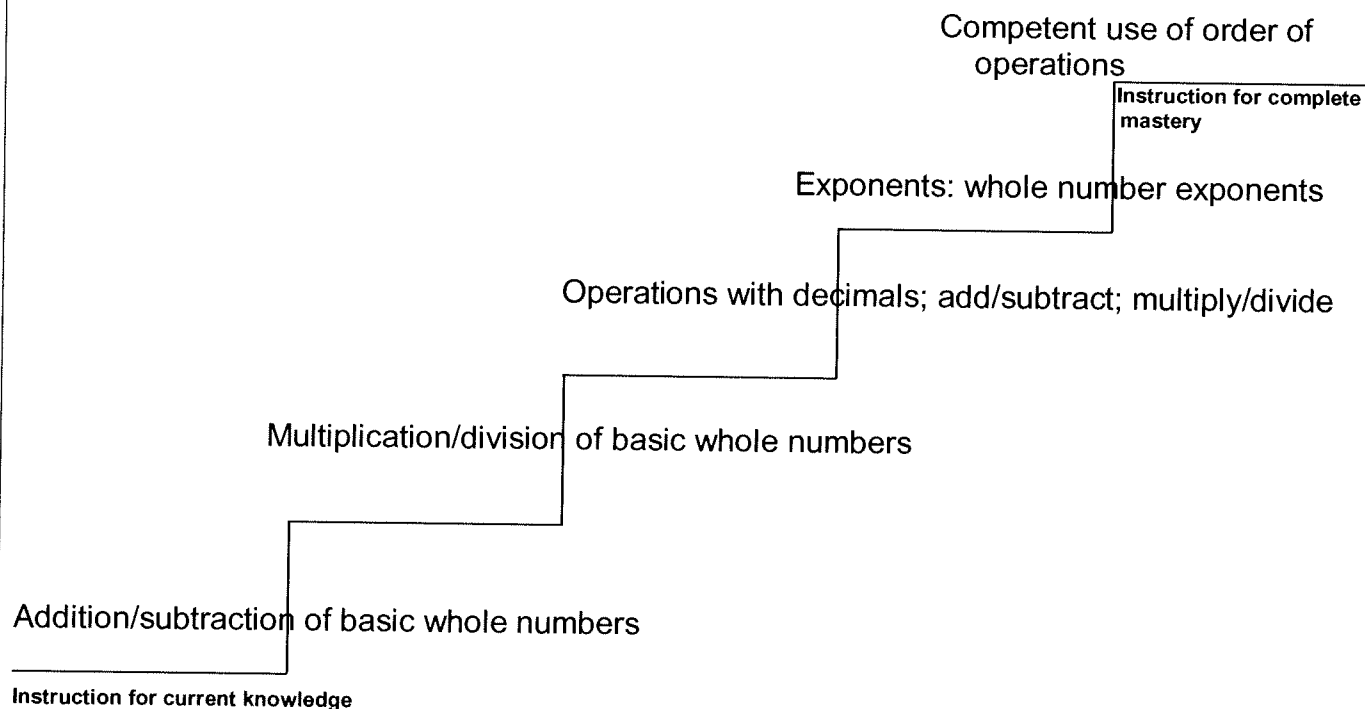 Competent use of order of
operations
Instruction for complete
mastery
Exponents: whole number exponents
Operations with decimals; add/subtract; multiply/divide
Multiplication/division of basic whole numbers
Addition/subtraction of basic whole numbers
Instruction for current knowledge